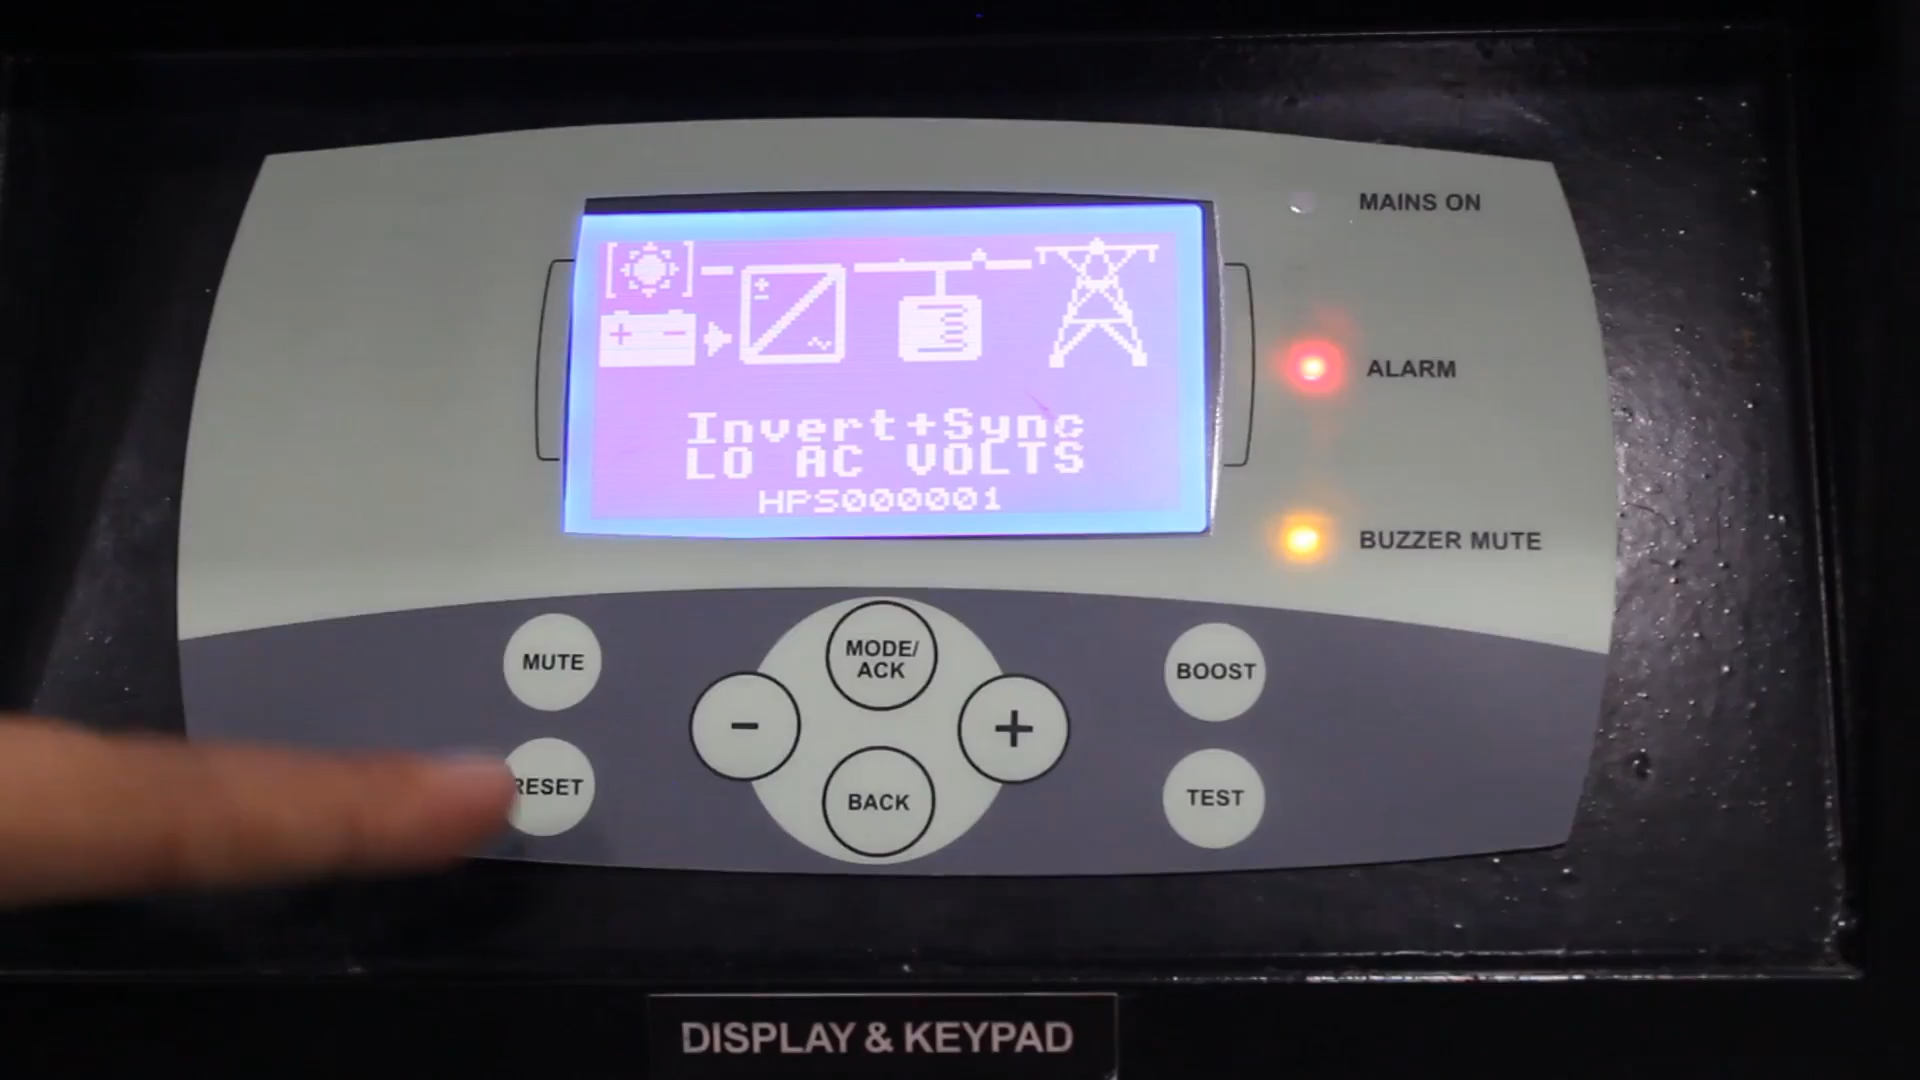 MAINS ON
ALARM
Invert+Sync
LO AC VOLTS
HPS000001
BUZZER MUTE
MUTE
MODE/
ACK
BOOST
-
+
RESET
BACK
TEST
DISPLAY & KEYPAD